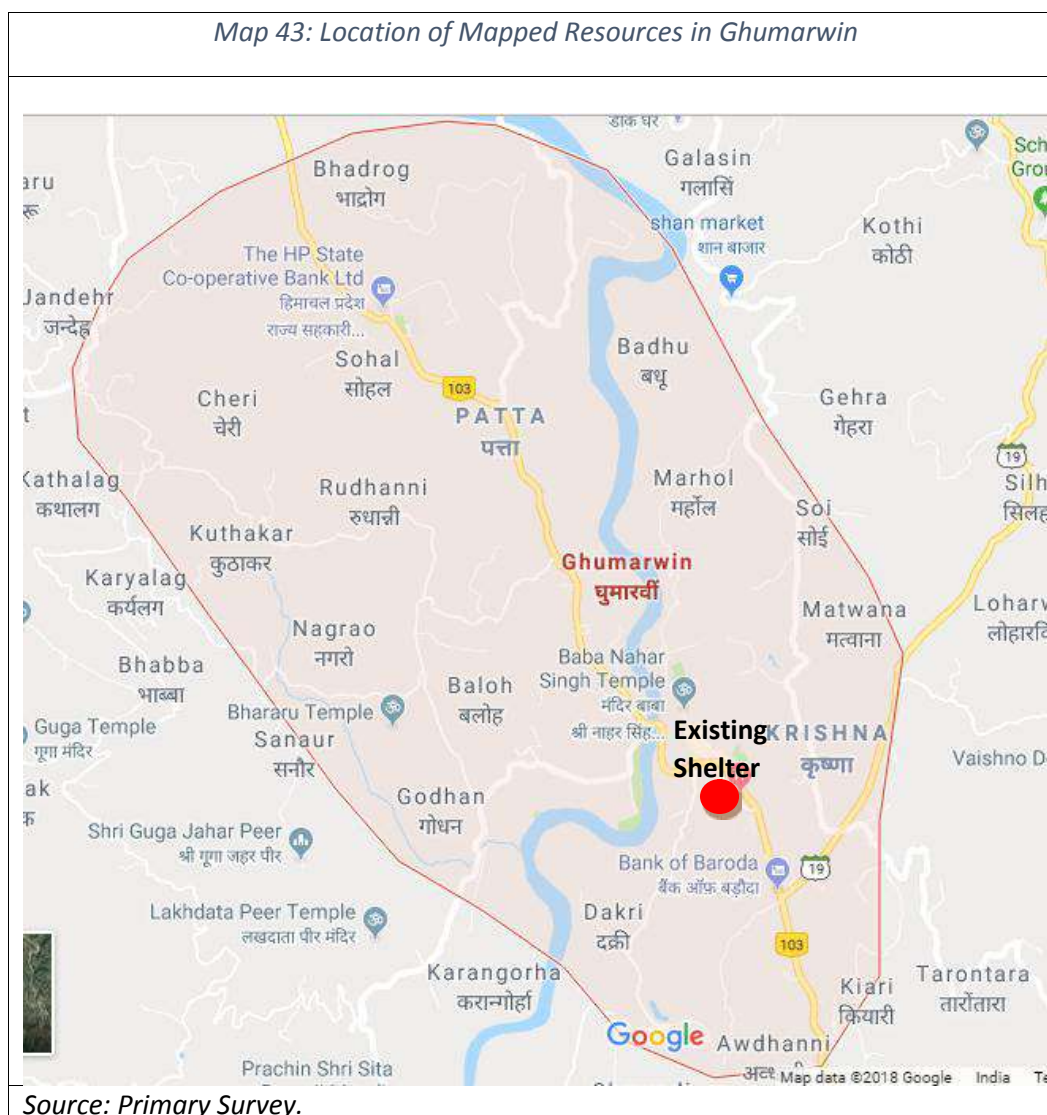 Map 43: Location of Mapped Resources in Ghumarwin
डाक घर
Bhadrog
भाद्रोग
Galasin
गलासिं
Kothi
कोठी
shan market
शान बाजार
The HP State
Co-operative Bank Ltd
हिमाचल प्रदेश
राज्य सहकारी...
Jandehr
जन्देह्र
Sohal
सोहल
Badhu
बधू
Cheri
चेरी
103
PATTA
पत्ता
Gehra
गेहरा
19
Kathalag
कथालग
Rudhanni
रुधान्नी
Marhol
मर्होल
Soi
सोई
Kuthakar
कुठाकर
Ghumarwin
घुमारवीं
Karyalag
कर्यलग
Matwana
मत्वाना
Nagrao
नगरो
Bhabba
भाब्बा
Baba Nahar
Singh Temple
मंदिर बाबा
श्री नाहर सिंह...
Baloh
बलोह
Bhararu Temple
Guga Temple
गूगा मंदिर
Sanaur
सनौर
Existing
Shelter
KRISHNA
कृष्णा
Vaishno D
Godhan
गोधन
Shri Guga Jahar Peer
श्री गूगा जहर पीर
Bank of Baroda
बैंक ऑफ़ बड़ौदा
19
Lakhdata Peer Temple
लखदाता पीर मंदिर
Dakri
दक्री
103
Karangorha
करान्गोर्हा
Kiari
कियारी
Tarontara
तारोंतारा
Google
Awdhanni
Prachin Shri Sita
Map data ©2018 Google India Te
Source: Primary Survey.